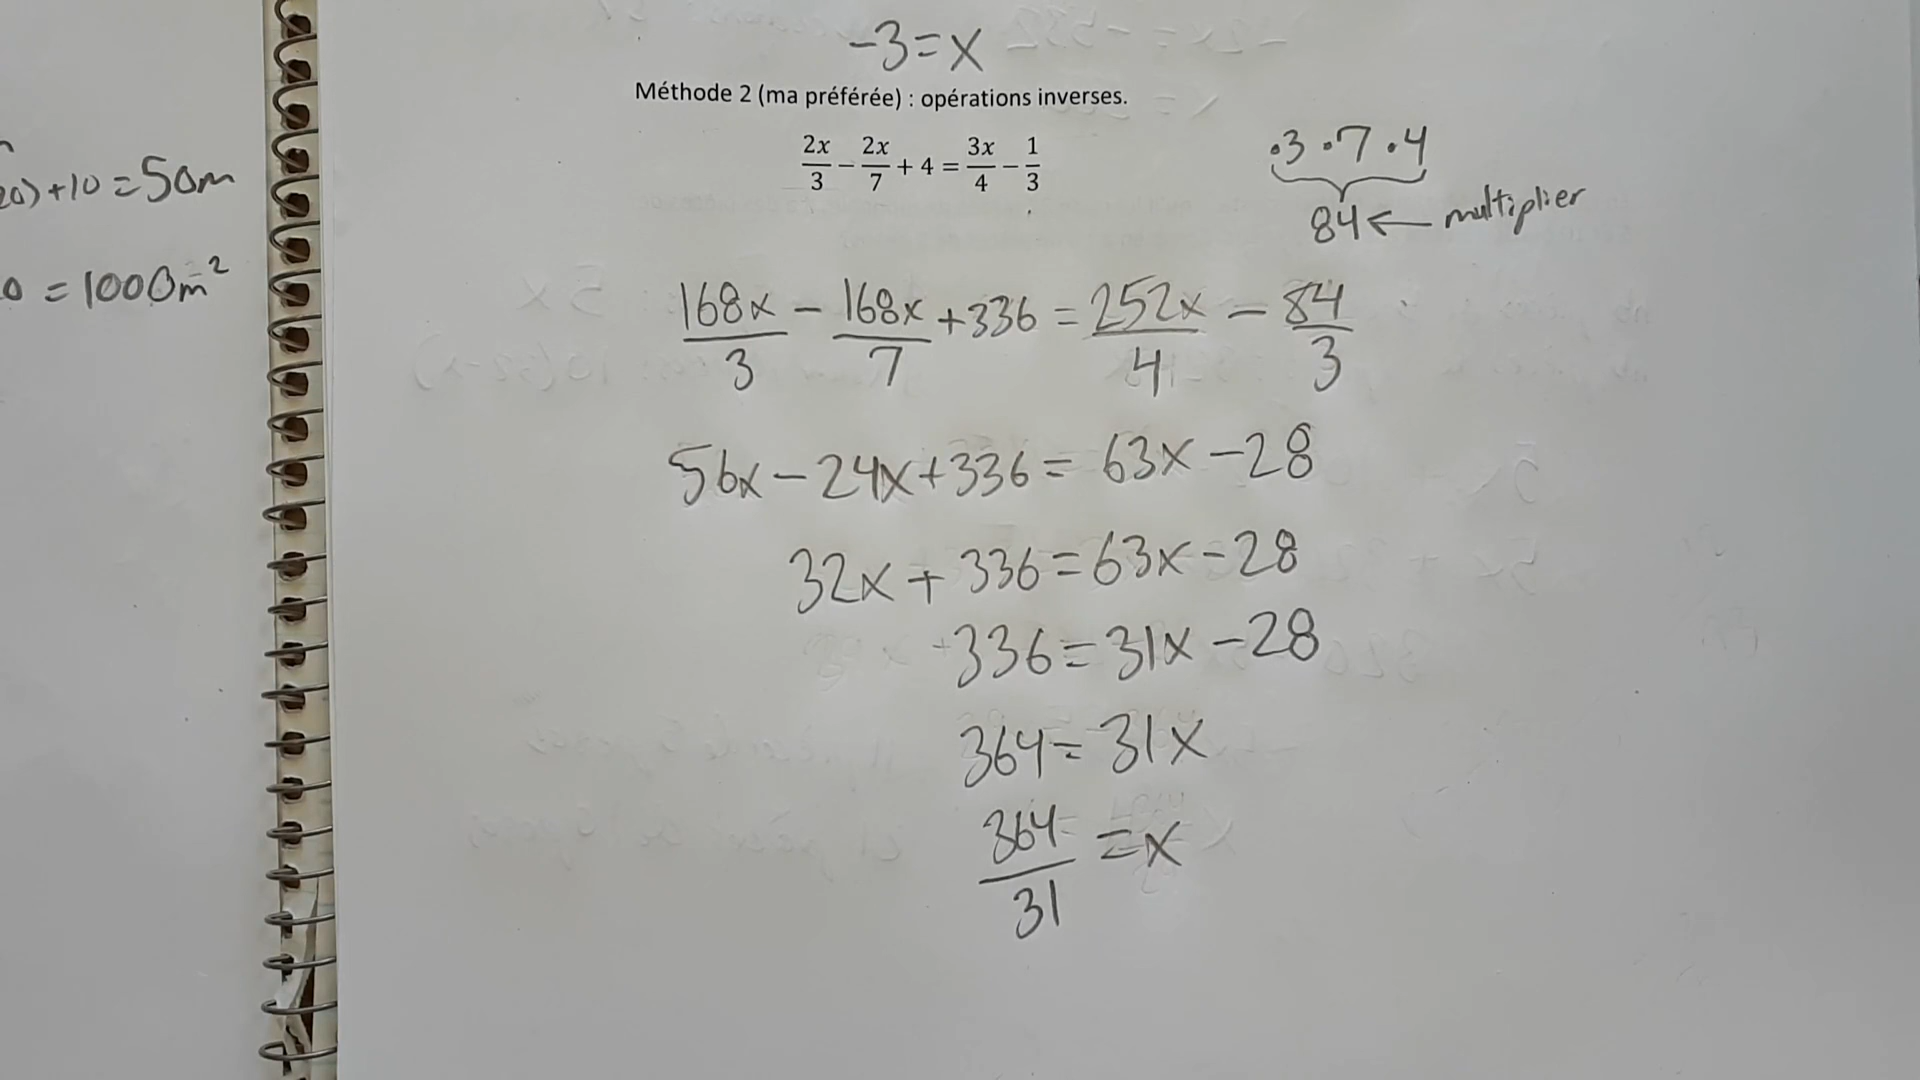 20) + 10 = 50m
0 = 1000m²
-3 = x
Méthode 2 (ma préférée) : opérations inverses.
2x/3 − 2x/7 + 4 = 3x/4 − 1/3
·3 ·7 ·4
84 ← multiplier
168x/3 − 168x/7 + 336 = 252x/4 − 84/3
56x − 24x + 336 = 63x − 28
32x + 336 = 63x − 28
336 = 31x − 28
364 = 31x
364/31 = x